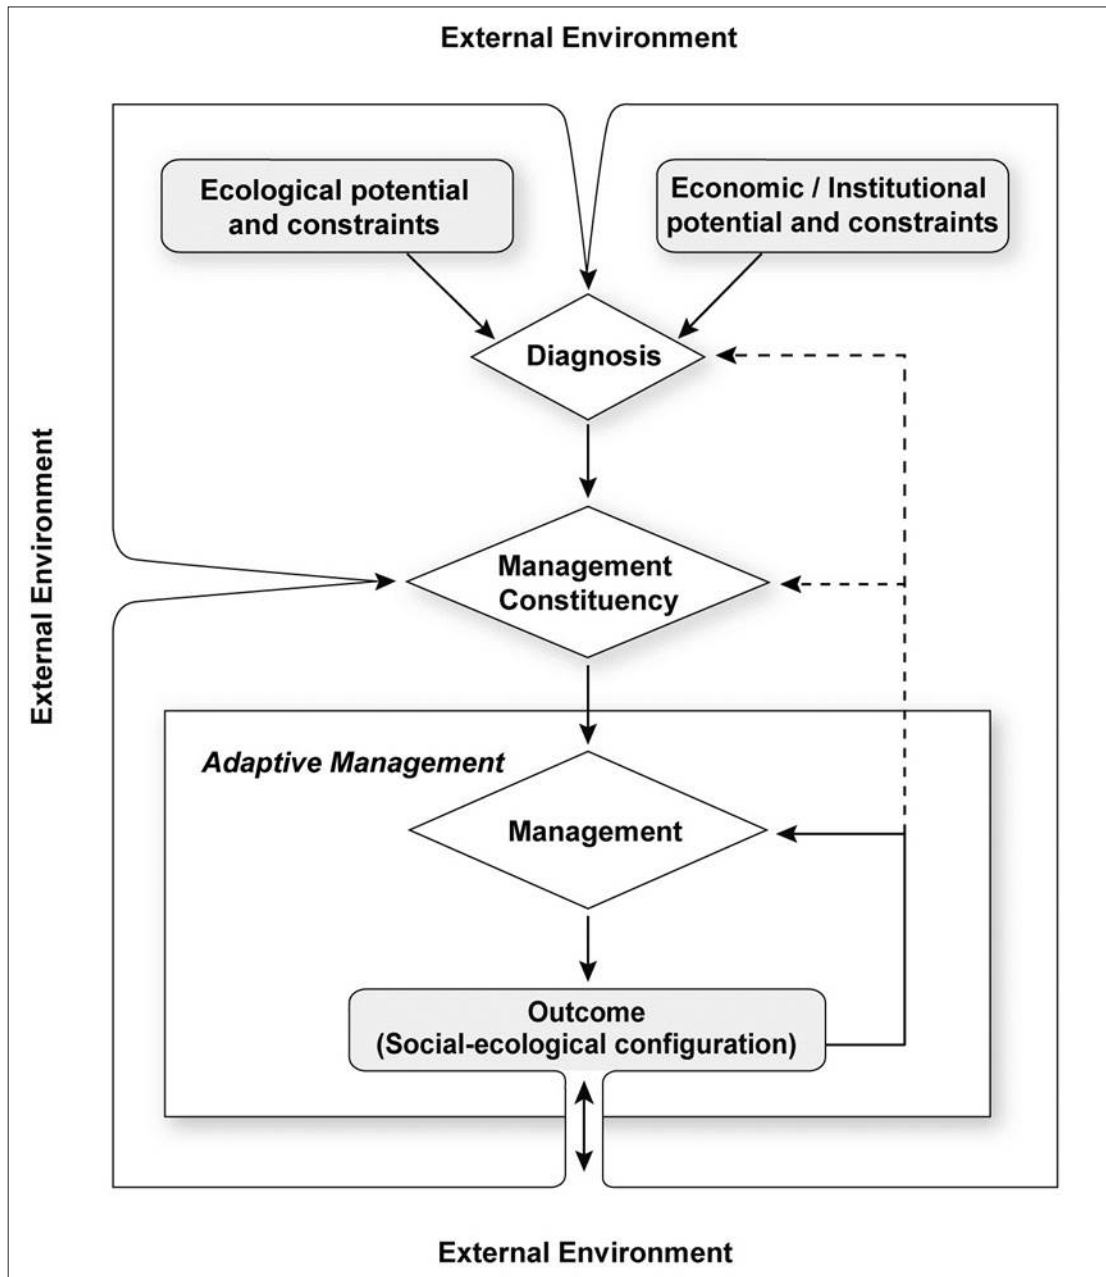 External Environment
Ecological potential
and constraints
Economic / Institutional
potential and constraints
Diagnosis
External Environment
Management
Constituency
Adaptive Management
Management
Outcome
(Social-ecological configuration)
External Environment